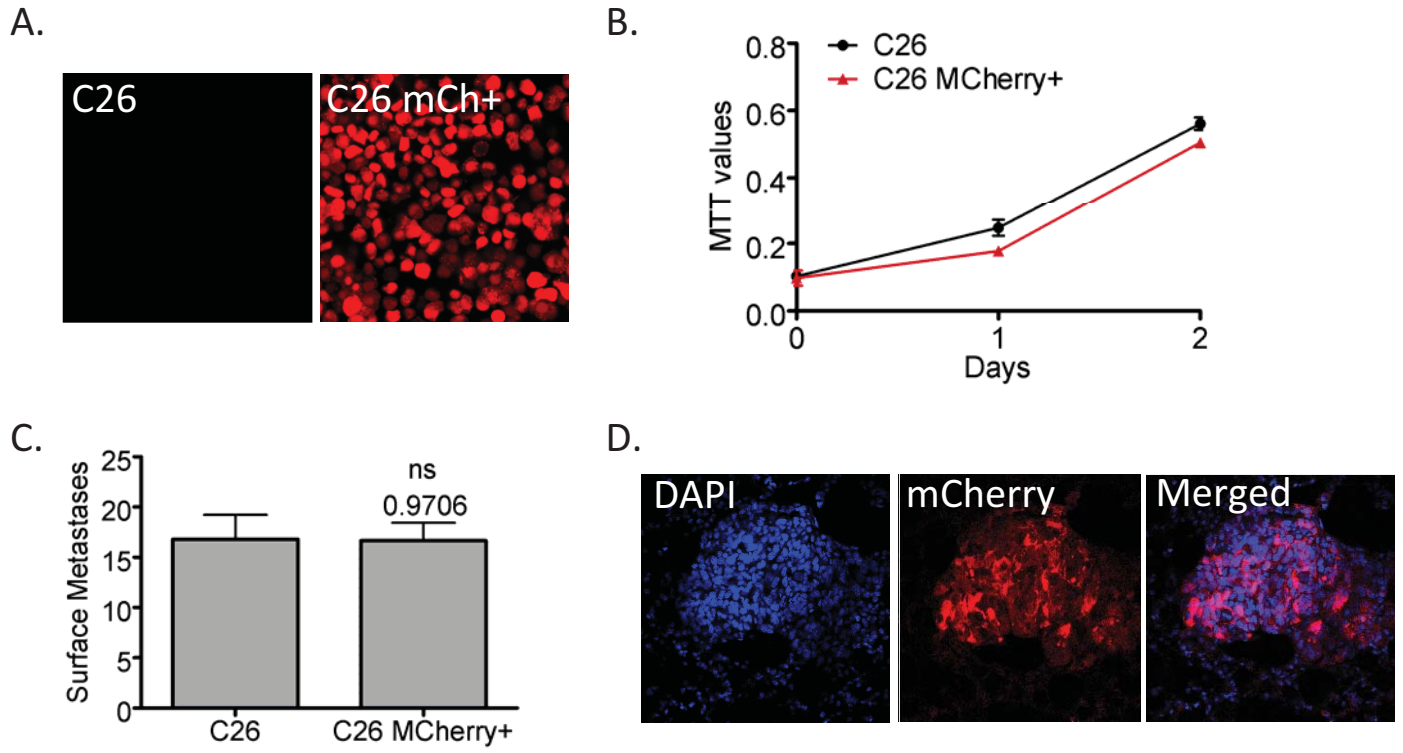 A.
C26
C26 mCh+
B.
0.8
0.6
0.4
0.2
0.0
MTT values
C26
C26 MCherry+
0
1
2
Days
C.
25
20
15
10
5
0
Surface Metastases
ns
0.9706
C26
C26 MCherry+
D.
DAPI
mCherry
Merged